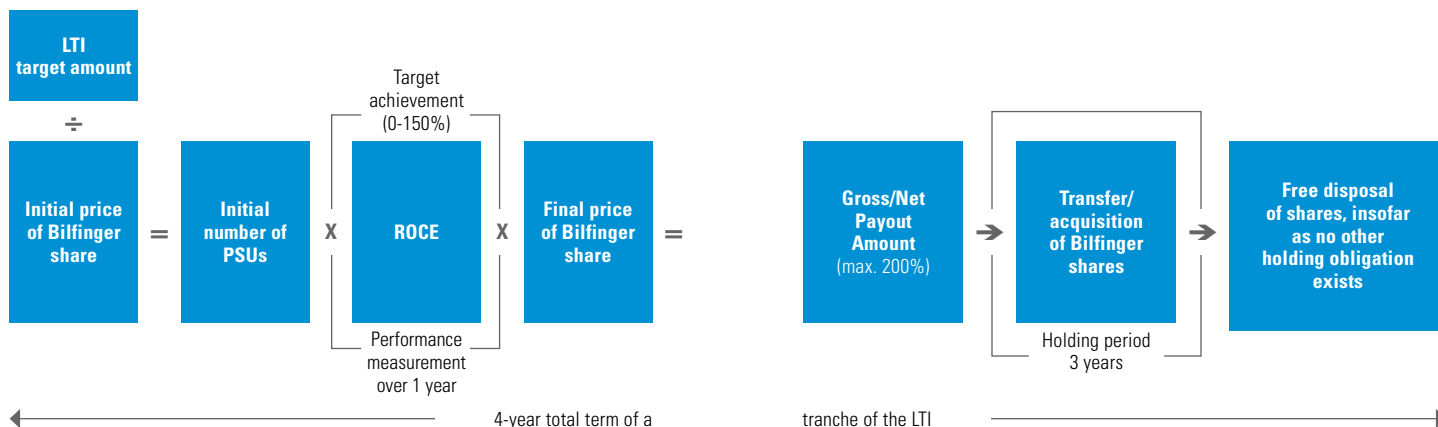 LTI
target amount
÷
Initial price
of Bilfinger
share
=
Initial
number of
PSUs
X
Target
achievement
(0-150%)
ROCE
Performance
measurement
over 1 year
X
Final price
of Bilfinger
share
=
Gross/Net
Payout
Amount
(max. 200%)
Transfer/
acquisition
of Bilfinger
shares
Holding period
3 years
Free disposal
of shares, insofar
as no other
holding obligation
exists
4-year total term of a tranche of the LTI